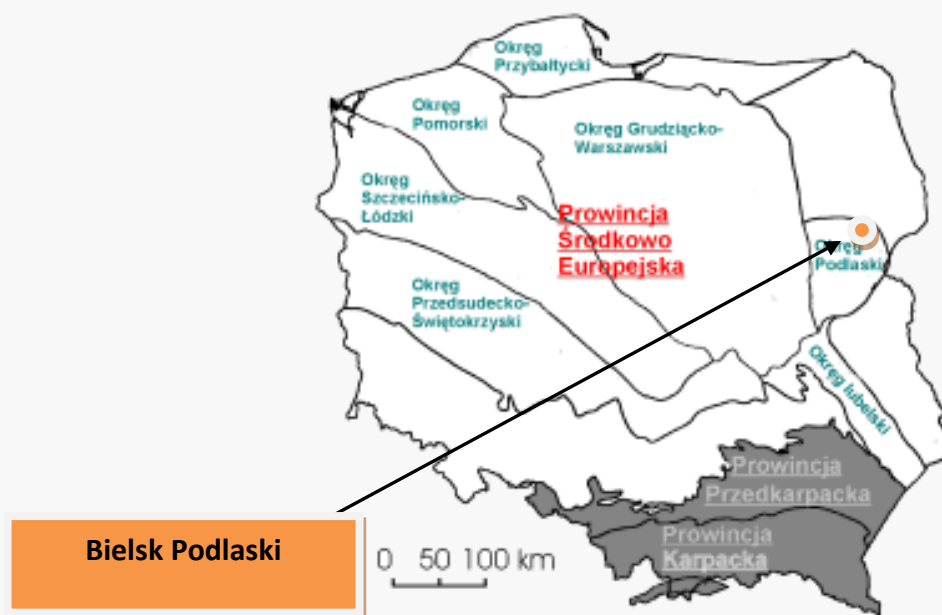 Okręg
Przybałtycki
Okręg
Pomorski
Okręg Grudziącko-
Warszawski
Okręg
Szczecińsko-
Łódzki
Prowincja
Środkowo
Europejska
Okręg
Podlaski
Okręg
Przedsudecko-
Świętokrzyski
Okręg lubelski
Prowincja
Przedkarpacka
Prowincja
Karpacka
Bielsk Podlaski
0 50 100 km